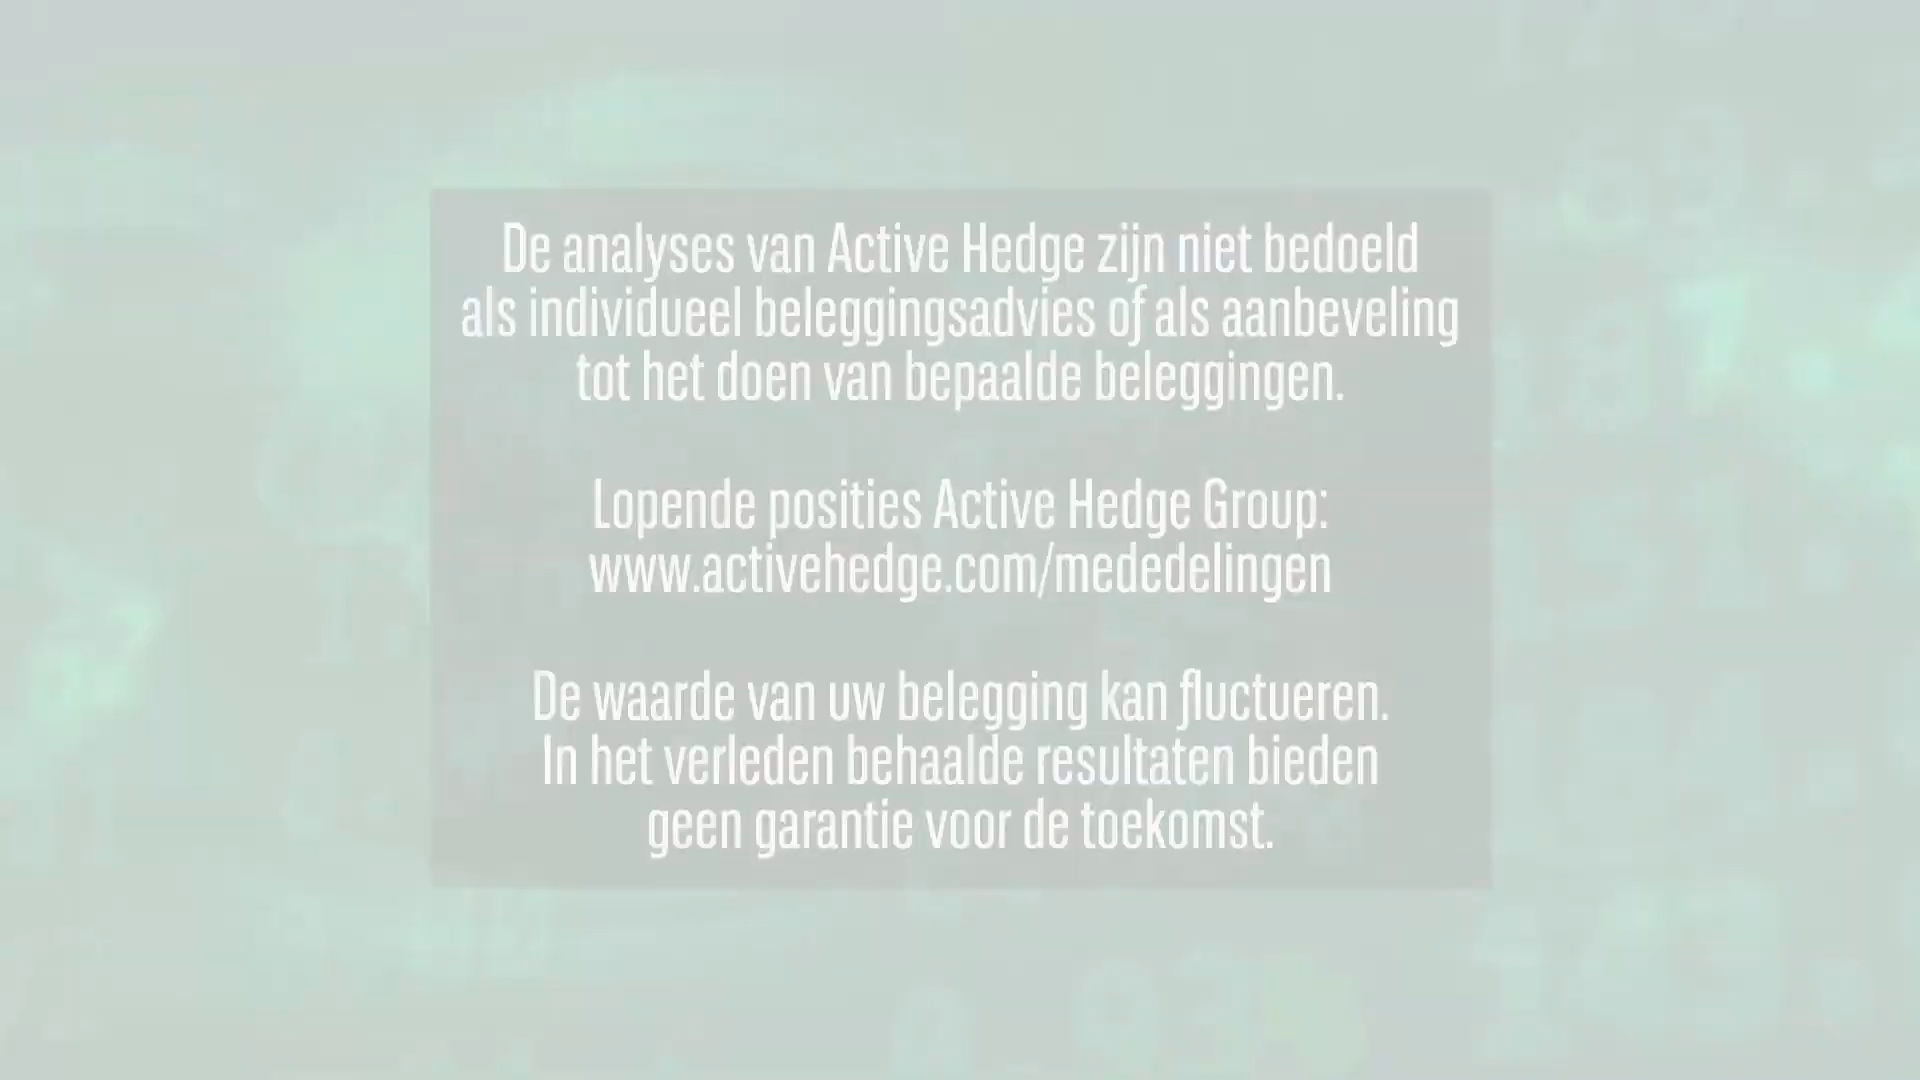 De analyses van Active Hedge zijn niet bedoeld
als individueel beleggingsadvies of als aanbeveling
tot het doen van bepaalde beleggingen.
Lopende posities Active Hedge Group:
www.activehedge.com/mededelingen
De waarde van uw belegging kan fluctueren.
In het verleden behaalde resultaten bieden
geen garantie voor de toekomst.